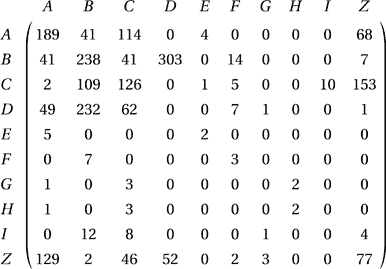 A B C D E F G H I Z
A 189 41 114 0 4 0 0 0 0 68
B 41 238 41 303 0 14 0 0 0 7
C 2 109 126 0 1 5 0 0 10 153
D 49 232 62 0 0 7 1 0 0 1
E 5 0 0 0 2 0 0 0 0 0
F 0 7 0 0 0 3 0 0 0 0
G 1 0 3 0 0 0 0 2 0 0
H 1 0 3 0 0 0 0 2 0 0
I 0 12 8 0 0 0 1 0 0 4
Z 129 2 46 52 0 2 3 0 0 77